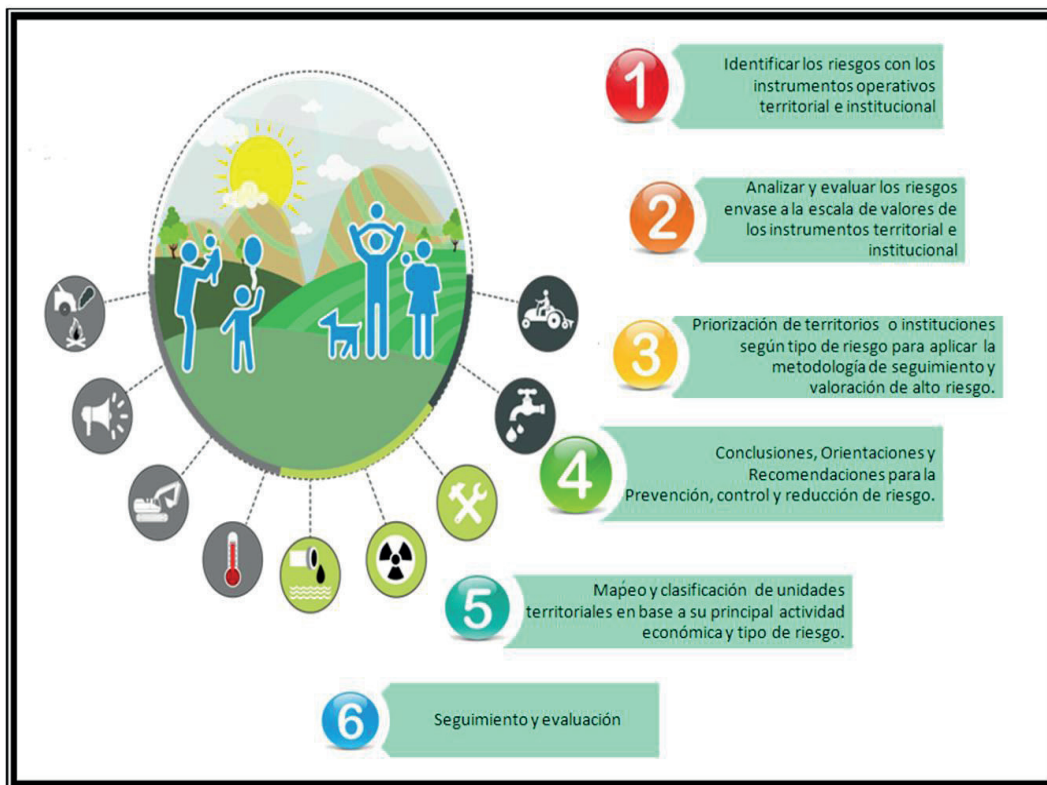 1
Identificar los riesgos con los
instrumentos operativos
territorial e institucional
2
Analizar y evaluar los riesgos
envase a la escala de valores de
los instrumentos territorial e
institucional
3
Priorización de territorios o instituciones
según tipo de riesgo para aplicar la
metodología de seguimiento y
valoración de alto riesgo.
4
Conclusiones, Orientaciones y
Recomendaciones para la
Prevención, control y reducción de riesgo.
5
Mapeo y clasificación de unidades
territoriales en base a su principal actividad
económica y tipo de riesgo.
6
Seguimiento y evaluación